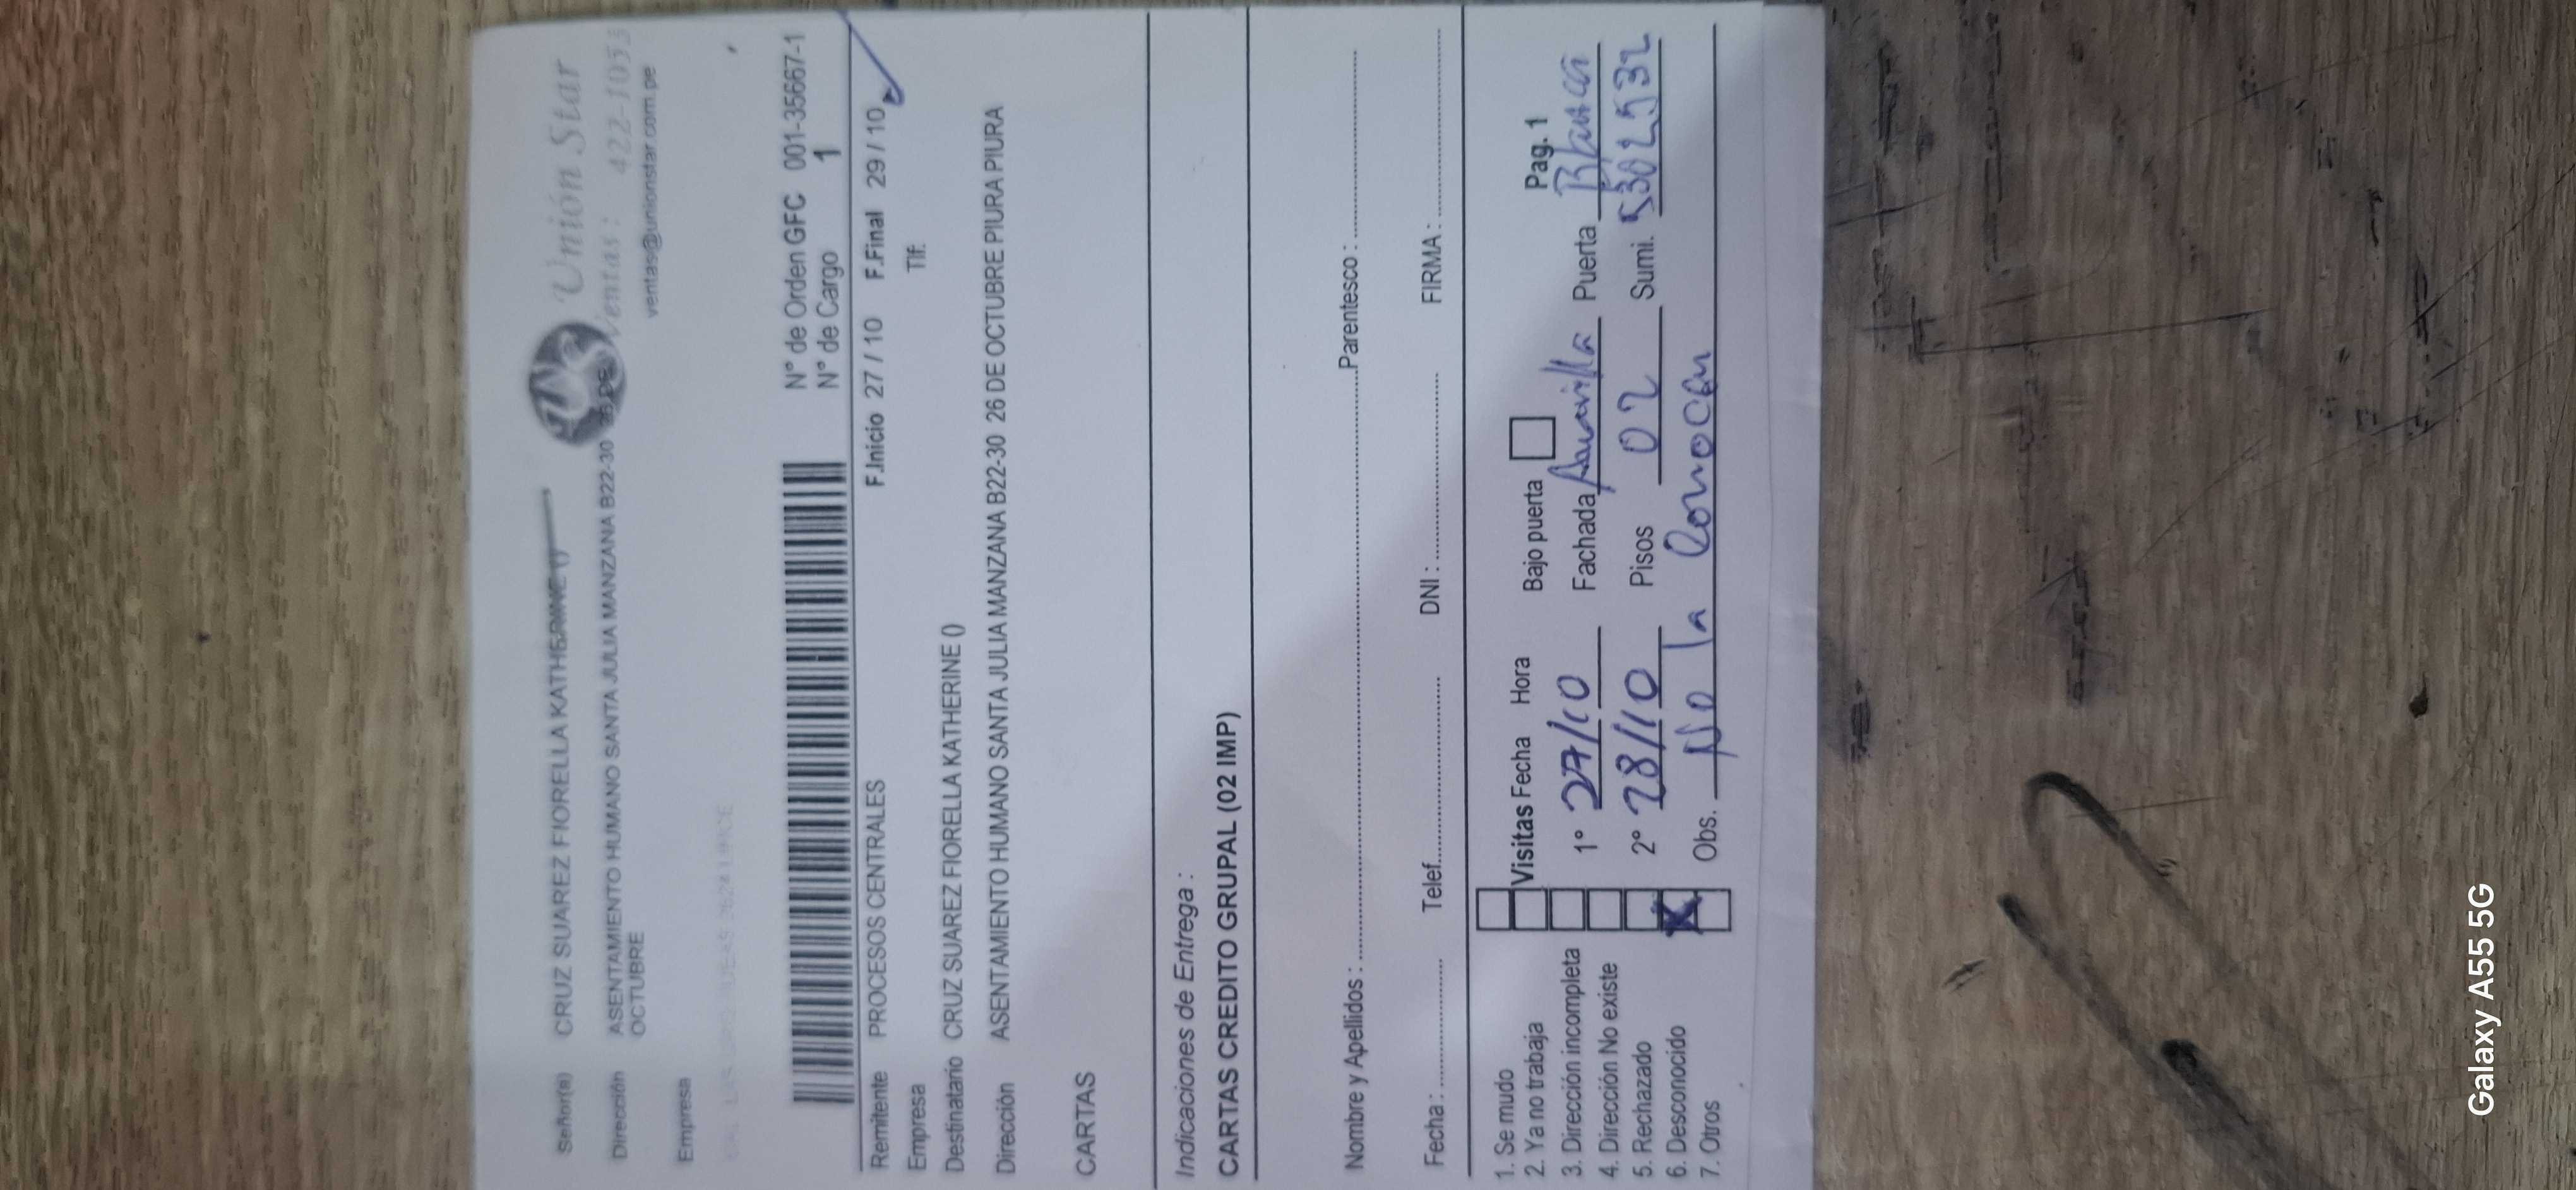 Unión Star
Ventas: 422-1053
ventas@unionstar.com.pe
Señor(a) CRUZ SUAREZ FIORELLA KATHERINE ()
Dirección ASENTAMIENTO HUMANO SANTA JULIA MANZANA B22-30 26 DE
OCTUBRE
Empresa
N° de Orden GFC 001-35667-1
N° de Cargo 1
Remitente PROCESOS CENTRALES F.Inicio 27 / 10 F.Final 29 / 10
Empresa Tlf.
Destinatario CRUZ SUAREZ FIORELLA KATHERINE ()
Dirección ASENTAMIENTO HUMANO SANTA JULIA MANZANA B22-30 26 DE OCTUBRE PIURA PIURA
CARTAS
Indicaciones de Entrega :
CARTAS CREDITO GRUPAL (02 IMP)
Nombre y Apellidos : Parentesco :
Fecha : Telef. DNI : FIRMA :
1. Se mudo
2. Ya no trabaja
3. Dirección incompleta
4. Dirección No existe
5. Rechazado
6. Desconocido X
7. Otros
Visitas Fecha Hora Bajo puerta Pag. 1
1° 27/10 Fachada Puerta
2° 28/10 Pisos 02 Sumi. 5302532
Obs. No la conocen
Galaxy A55 5G